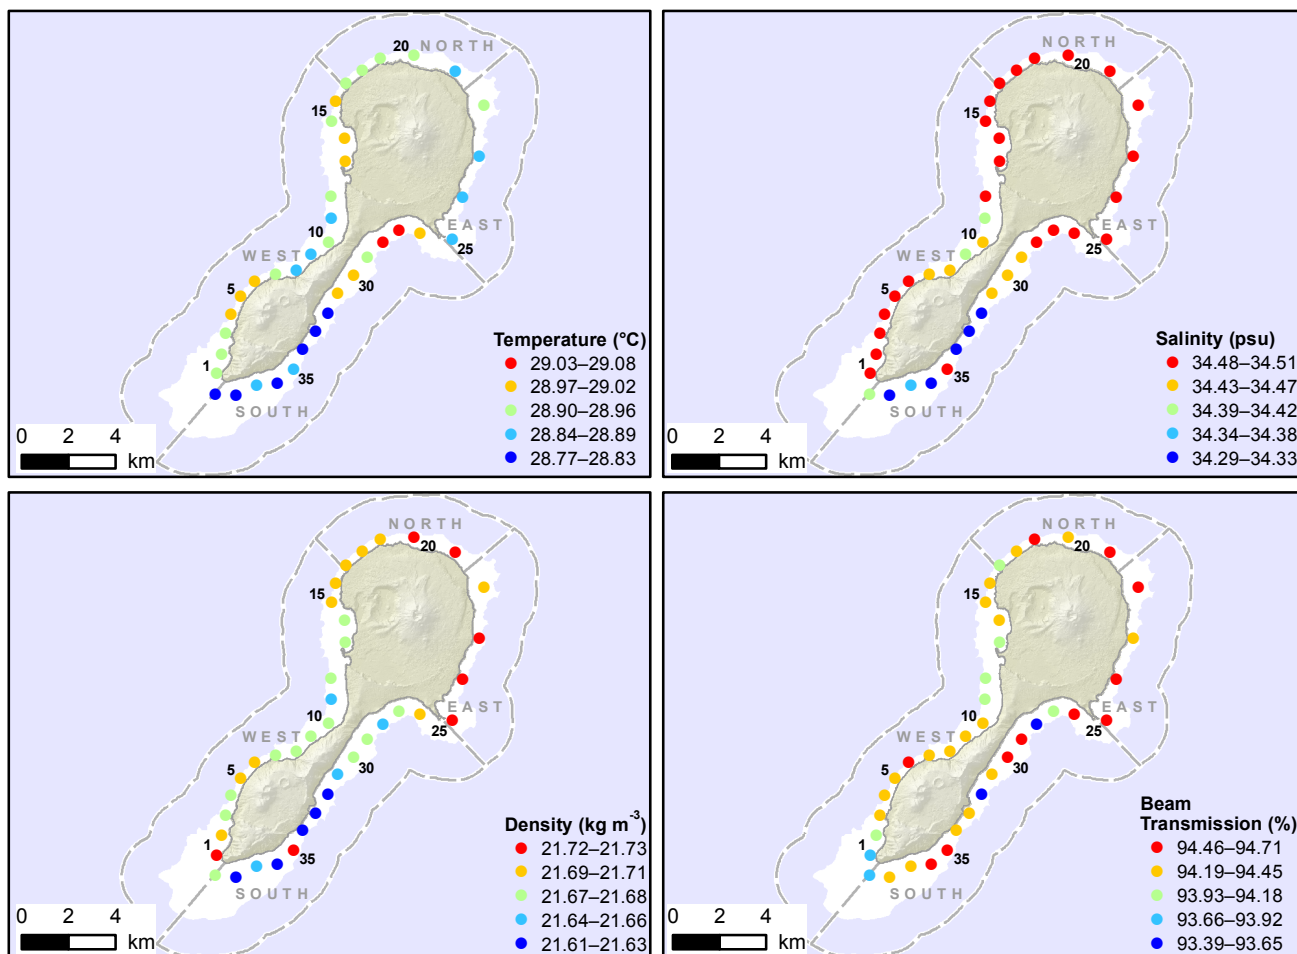 20
NORTH
15
10
WEST
EAST
25
5
30
1
35
SOUTH
Temperature (°C)
29.03–29.08
28.97–29.02
28.90–28.96
28.84–28.89
28.77–28.83
0 2 4
km
NORTH
20
15
10
WEST
EAST
25
5
30
1
35
SOUTH
Salinity (psu)
34.48–34.51
34.43–34.47
34.39–34.42
34.34–34.38
34.29–34.33
0 2 4
km
NORTH
20
15
10
WEST
EAST
25
5
30
1
35
SOUTH
Density (kg m⁻³)
21.72–21.73
21.69–21.71
21.67–21.68
21.64–21.66
21.61–21.63
0 2 4
km
NORTH
20
15
10
WEST
EAST
25
5
30
1
35
SOUTH
Beam
Transmission (%)
94.46–94.71
94.19–94.45
93.93–94.18
93.66–93.92
93.39–93.65
0 2 4
km